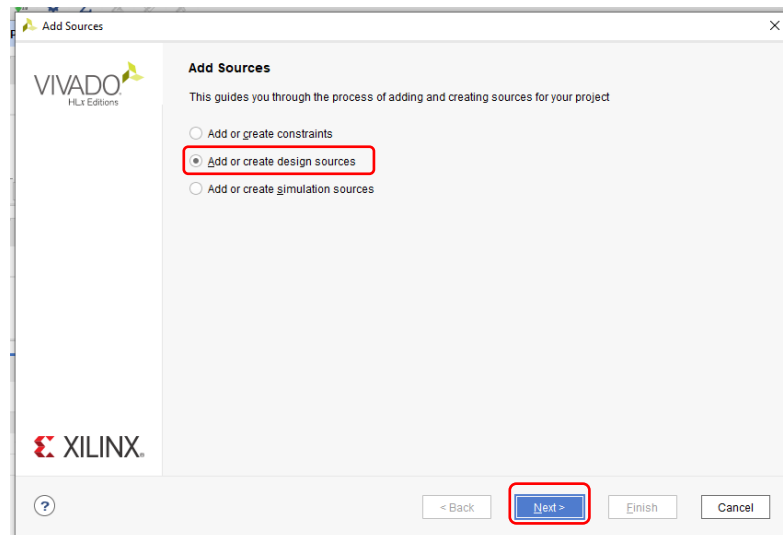 Add Sources
VIVADO
HLx Editions
Add Sources
This guides you through the process of adding and creating sources for your project
Add or create constraints
Add or create design sources
Add or create simulation sources
XILINX
?
< Back
Next >
Finish
Cancel